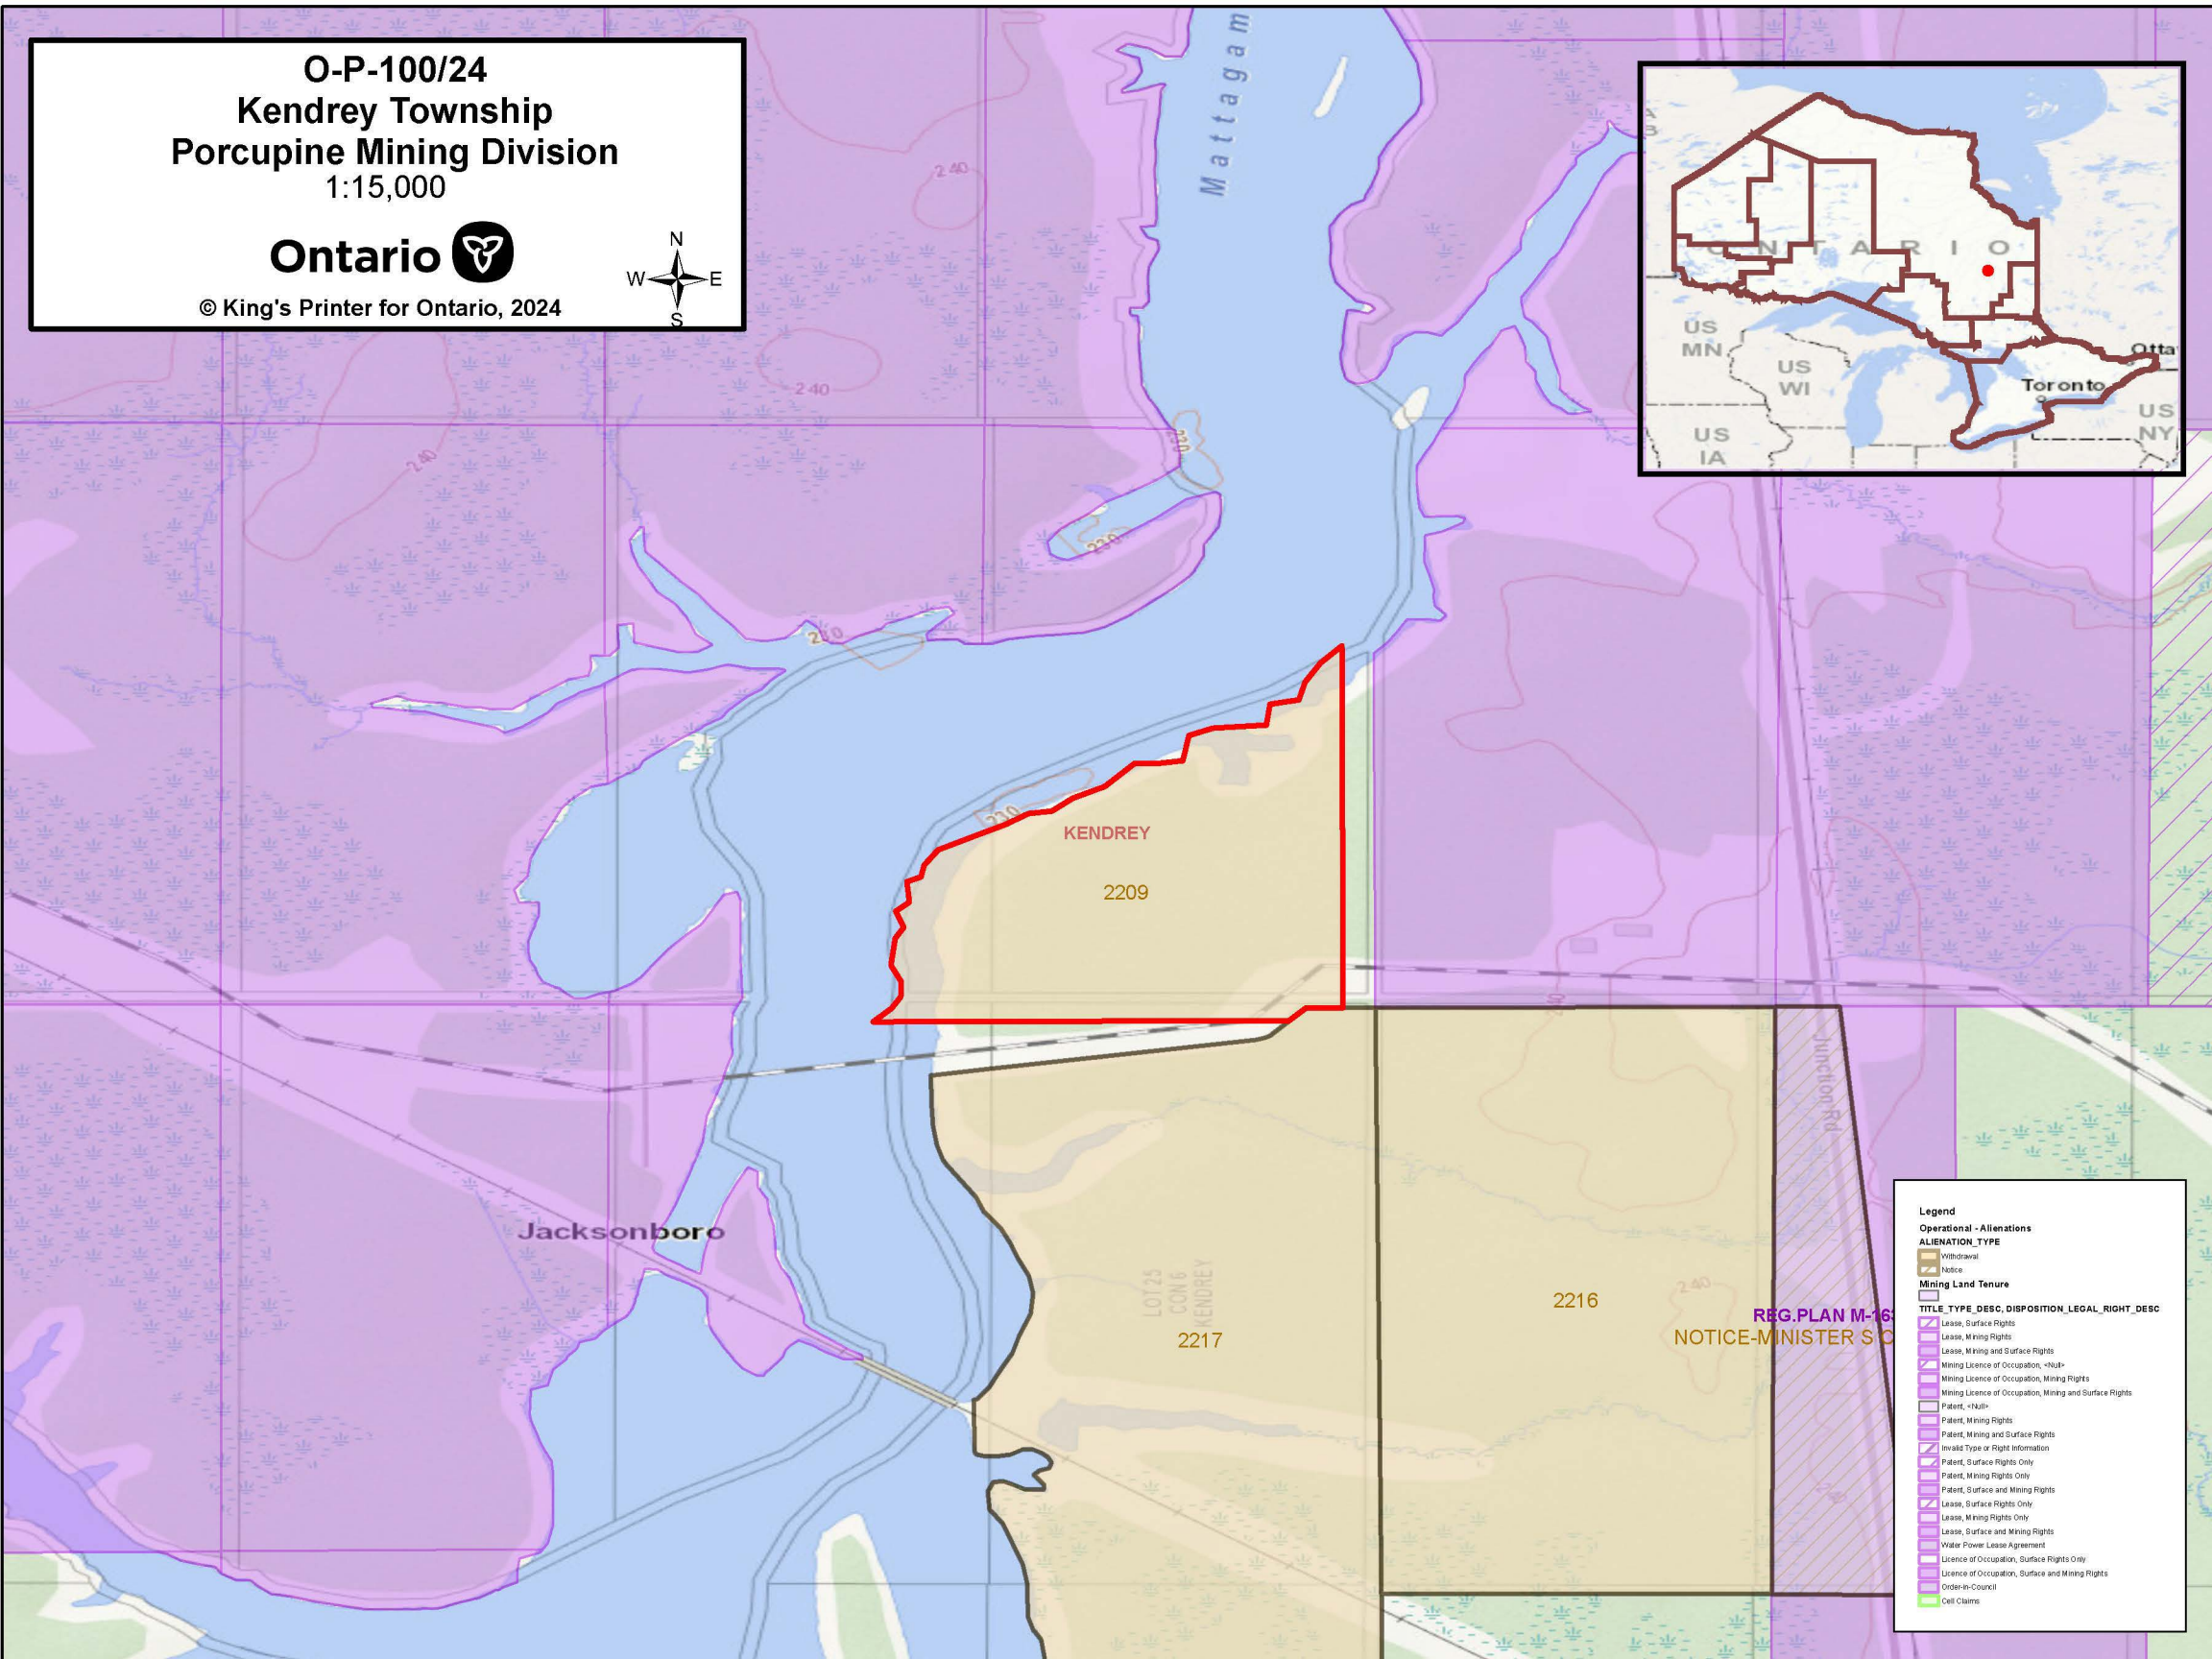 O-P-100/24
Kendrey Township
Porcupine Mining Division
1:15,000
Ontario
© King's Printer for Ontario, 2024
N
W E
S
Mattagam
ONTARIO
US
MN
US
WI
US
IA
Otta
Toronto
US
NY
240
240
240
230
230
230
230
KENDREY
2209
240
Junction Rd
Jacksonboro
LOT 25
CON 6
KENDREY
2217
2216
240
REG.PLAN M-163
NOTICE-MINISTER S C
240
Legend
Operational - Alienations
ALIENATION_TYPE
Withdrawal
Notice
Mining Land Tenure
TITLE_TYPE_DESC, DISPOSITION_LEGAL_RIGHT_DESC
Lease, Surface Rights
Lease, Mining Rights
Lease, Mining and Surface Rights
Mining Licence of Occupation, <Null>
Mining Licence of Occupation, Mining Rights
Mining Licence of Occupation, Mining and Surface Rights
Patent, <Null>
Patent, Mining Rights
Patent, Mining and Surface Rights
Invalid Type or Right Information
Patent, Surface Rights Only
Patent, Mining Rights Only
Patent, Surface and Mining Rights
Lease, Surface Rights Only
Lease, Mining Rights Only
Lease, Surface and Mining Rights
Water Power Lease Agreement
Licence of Occupation, Surface Rights Only
Licence of Occupation, Surface and Mining Rights
Order-in-Council
Cell Claims